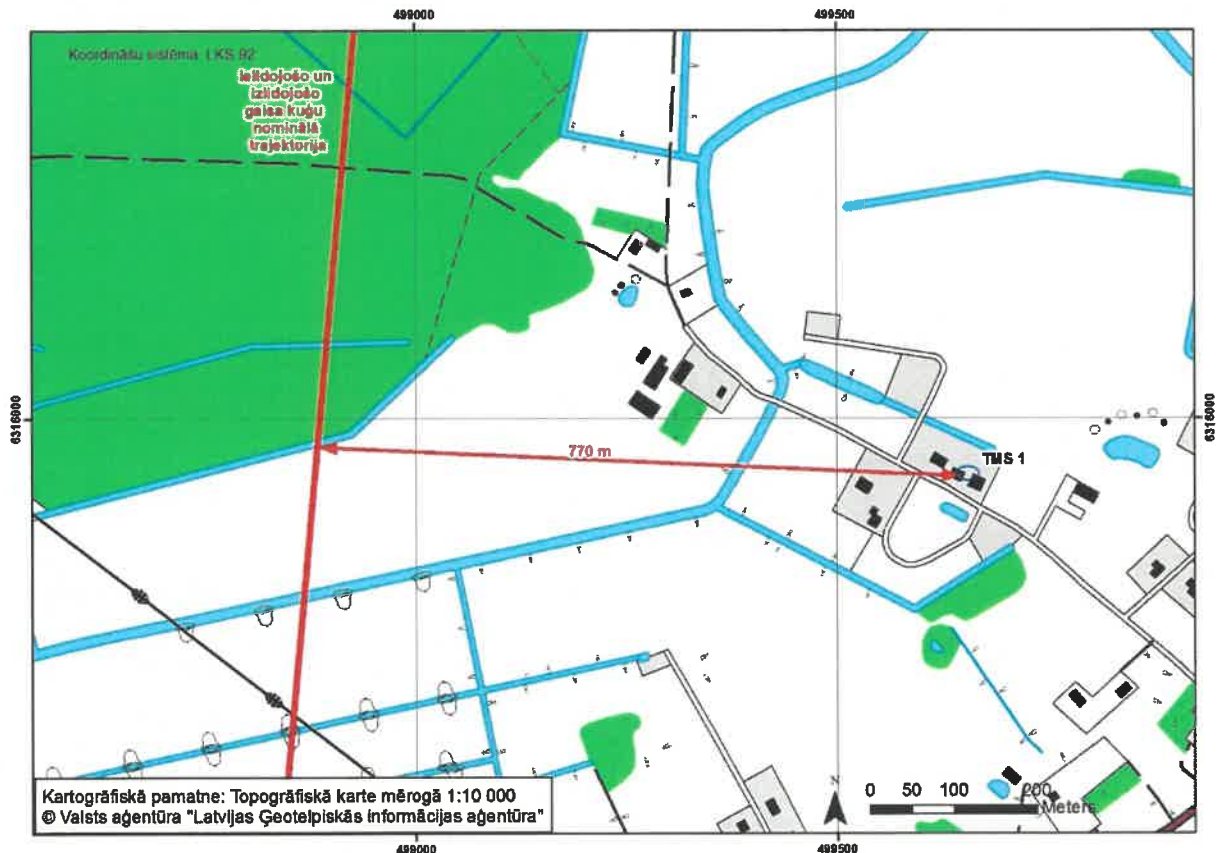 499000
499500
Koordinātu sistēma LKS 92
Ielidojošo un
izlidojošo
gaisa kuģu
nominālā
trajektorija
6316000
6316000
770 m
TMS 1
Kartogrāfiskā pamatne: Topogrāfiskā karte mērogā 1:10 000
© Valsts aģentūra "Latvijas Ģeotelpiskās informācijas aģentūra"
N
0 50 100 200
Meters
499000
499500